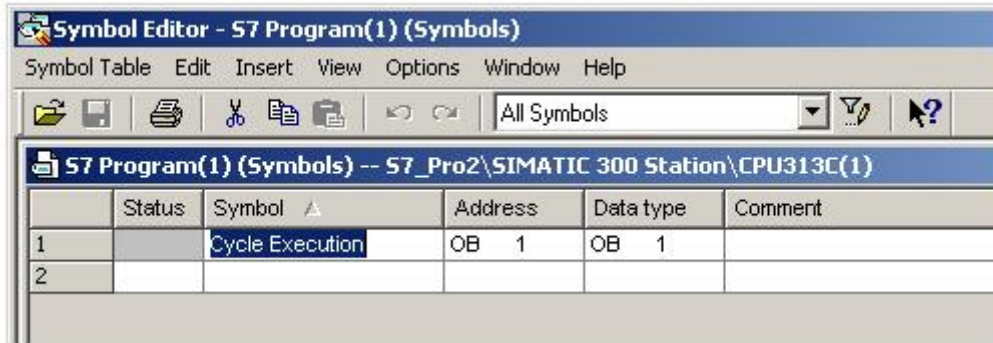 Symbol Editor - S7 Program(1) (Symbols)
Symbol Table Edit Insert View Options Window Help
All Symbols
S7 Program(1) (Symbols) -- S7_Pro2\SIMATIC 300 Station\CPU313C(1)
Status Symbol Address Data type Comment
1 Cycle Execution OB 1 OB 1
2